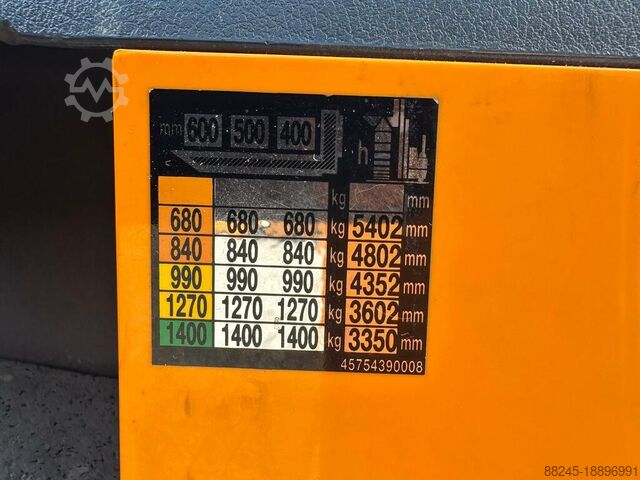 mm 600 500 400 h
kg mm
680 680 680 kg 5402 mm
840 840 840 kg 4802 mm
990 990 990 kg 4352 mm
1270 1270 1270 kg 3602 mm
1400 1400 1400 kg 3350 mm
45754390008
88245-18896991